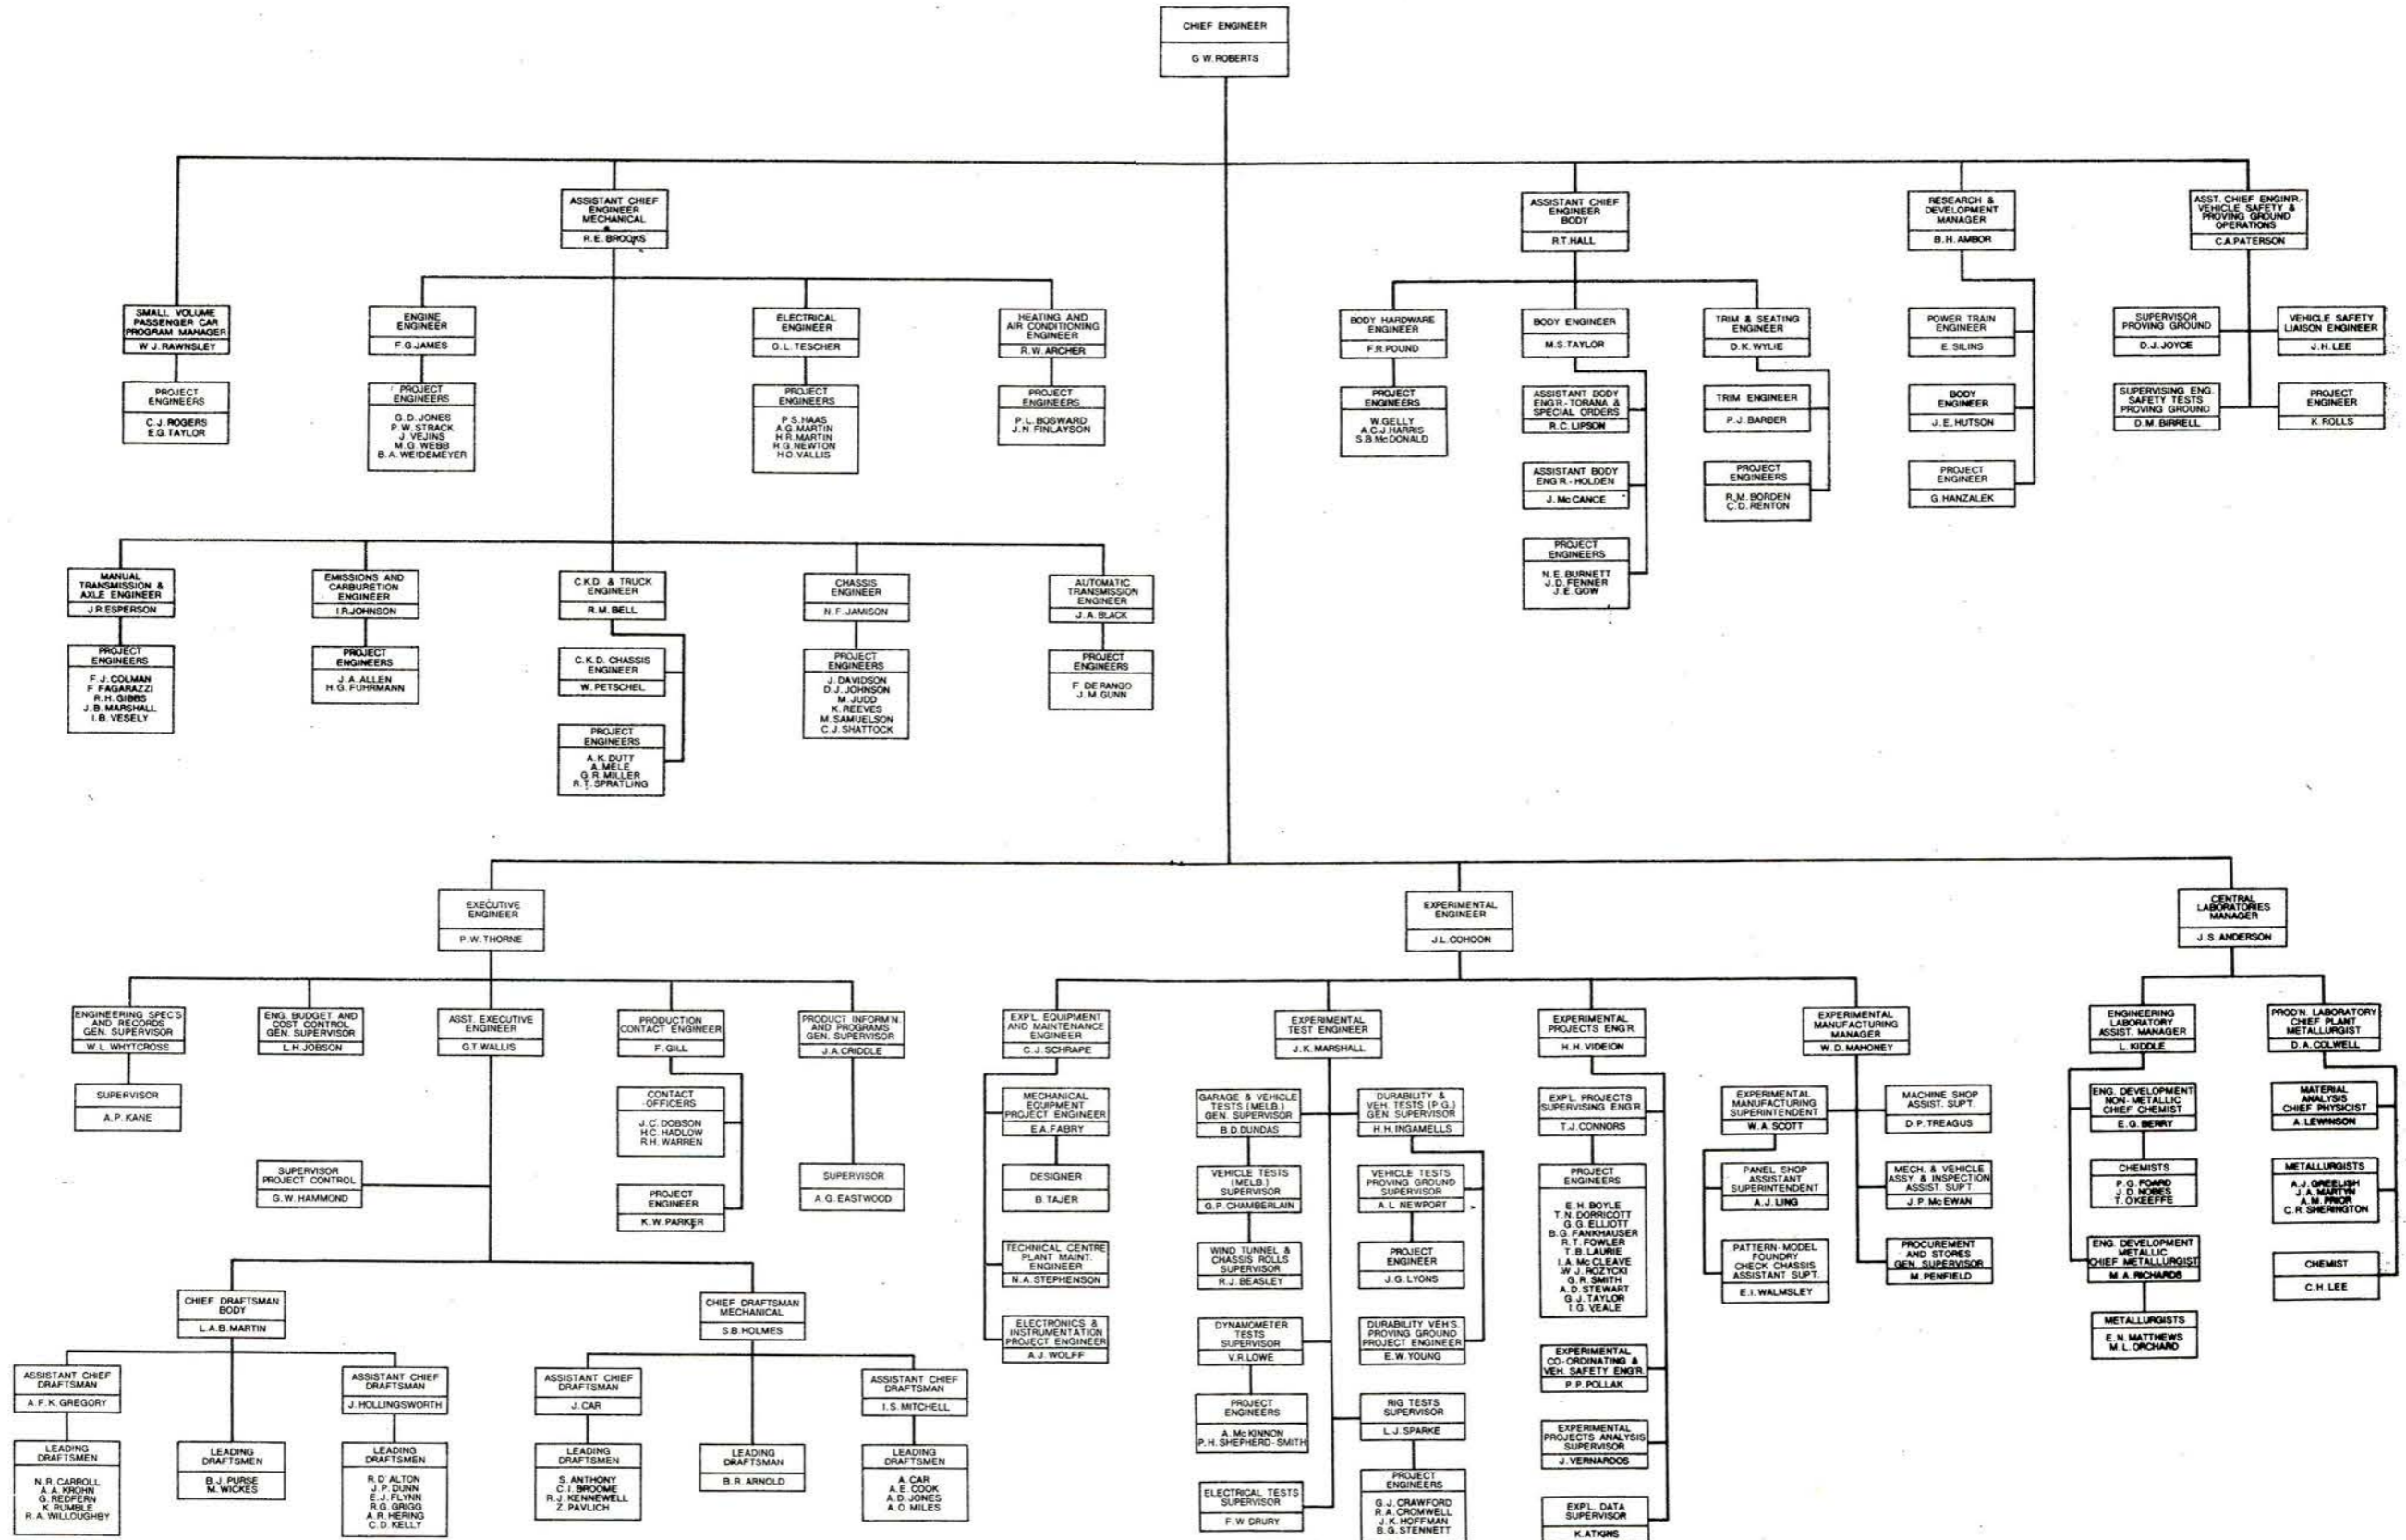 CHIEF ENGINEER
G.W. ROBERTS
ASSISTANT CHIEF
ENGINEER
MECHANICAL
R.E. BROOKS
ASSISTANT CHIEF
ENGINEER
BODY
R.T. HALL
RESEARCH &
DEVELOPMENT
MANAGER
B.H. AMBOR
ASST. CHIEF ENGIN'R.-
VEHICLE SAFETY &
PROVING GROUND
OPERATIONS
C.A. PATERSON
SMALL VOLUME
PASSENGER CAR
PROGRAM MANAGER
W.J. RAWNSLEY
PROJECT
ENGINEERS
C.J. ROGERS
E.G. TAYLOR
ENGINE
ENGINEER
F.G. JAMES
PROJECT
ENGINEERS
G.D. JONES
P.W. STRACK
J. VEJINS
M.G. WEBB
B.A. WEIDEMEYER
ELECTRICAL
ENGINEER
O.L. TESCHER
PROJECT
ENGINEERS
P.S. HAAS
A.G. MARTIN
H.R. MARTIN
R.G. NEWTON
H.O. VALLIS
HEATING AND
AIR CONDITIONING
ENGINEER
R.W. ARCHER
PROJECT
ENGINEERS
P.L. BOSWARD
J.N. FINLAYSON
BODY HARDWARE
ENGINEER
F.R. POUND
PROJECT
ENGINEERS
W. GELLY
A.C.J. HARRIS
S.B. McDONALD
BODY ENGINEER
M.S. TAYLOR
ASSISTANT BODY
ENG'R.- TORANA &
SPECIAL ORDERS
R.C. LIPSON
ASSISTANT BODY
ENG'R.- HOLDEN
J. McCANCE
PROJECT
ENGINEERS
N.E. BURNETT
J.D. FENNER
J.E. GOW
TRIM & SEATING
ENGINEER
D.K. WYLIE
TRIM ENGINEER
P.J. BARBER
PROJECT
ENGINEERS
R.M. BORDEN
C.D. RENTON
POWER TRAIN
ENGINEER
E. SILINS
BODY
ENGINEER
J.E. HUTSON
PROJECT
ENGINEER
G. HANZALEK
SUPERVISOR
PROVING GROUND
D.J. JOYCE
VEHICLE SAFETY
LIAISON ENGINEER
J.H. LEE
SUPERVISING ENG.
SAFETY TESTS
PROVING GROUND
D.M. BIRRELL
PROJECT
ENGINEER
K. ROLLS
MANUAL
TRANSMISSION &
AXLE ENGINEER
J.R. ESPERSON
PROJECT
ENGINEERS
F.J. COLMAN
F. FAGARAZZI
R.H. GIBBS
J.B. MARSHALL
I.B. VESELY
EMISSIONS AND
CARBURETION
ENGINEER
I.R. JOHNSON
PROJECT
ENGINEERS
J.A. ALLEN
H.G. FUHRMANN
C.K.D. & TRUCK
ENGINEER
R.M. BELL
C.K.D. CHASSIS
ENGINEER
W. PETSCHEL
PROJECT
ENGINEERS
A.K. DUTT
A. MELE
G.R. MILLER
R.T. SPRATLING
CHASSIS
ENGINEER
N.F. JAMISON
PROJECT
ENGINEERS
J. DAVIDSON
D.J. JOHNSON
M. JUDD
K. REEVES
M. SAMUELSON
C.J. SHATTOCK
AUTOMATIC
TRANSMISSION
ENGINEER
J.A. BLACK
PROJECT
ENGINEERS
F. DE RANGO
J.M. GUNN
EXECUTIVE
ENGINEER
P.W. THORNE
EXPERIMENTAL
ENGINEER
J.L. COHOON
CENTRAL
LABORATORIES
MANAGER
J.S. ANDERSON
ENGINEERING SPEC'S
AND RECORDS
GEN. SUPERVISOR
W.L. WHYTCROSS
SUPERVISOR
A.P. KANE
ENG. BUDGET AND
COST CONTROL
GEN. SUPERVISOR
L.H. JOBSON
ASST. EXECUTIVE
ENGINEER
G.T. WALLIS
PRODUCTION
CONTACT ENGINEER
F. GILL
CONTACT
OFFICERS
J.C. DOBSON
H.C. HADLOW
R.H. WARREN
PROJECT
ENGINEER
K.W. PARKER
PRODUCT INFORM'N.
AND PROGRAMS
GEN. SUPERVISOR
J.A. CRIDDLE
SUPERVISOR
A.G. EASTWOOD
SUPERVISOR
PROJECT CONTROL
G.W. HAMMOND
CHIEF DRAFTSMAN
BODY
L.A.B. MARTIN
CHIEF DRAFTSMAN
MECHANICAL
S.B. HOLMES
ASSISTANT CHIEF
DRAFTSMAN
A.F.K. GREGORY
LEADING
DRAFTSMEN
N.R. CARROLL
A.A. KROHN
G. REDFERN
K. RUMBLE
R.A. WILLOUGHBY
LEADING
DRAFTSMEN
B.J. PURSE
M. WICKES
ASSISTANT CHIEF
DRAFTSMAN
J. HOLLINGSWORTH
LEADING
DRAFTSMEN
R.D'ALTON
J.P. DUNN
E.J. FLYNN
R.G. GRIGG
A.R. HERING
C.D. KELLY
ASSISTANT CHIEF
DRAFTSMAN
J. CAR
LEADING
DRAFTSMEN
S. ANTHONY
C.I. BROOME
R.J. KENNEWELL
Z. PAVLICH
LEADING
DRAFTSMAN
B.R. ARNOLD
ASSISTANT CHIEF
DRAFTSMAN
I.S. MITCHELL
LEADING
DRAFTSMEN
A. CAR
A.E. COOK
A.D. JONES
A.O. MILES
EXP'L. EQUIPMENT
AND MAINTENANCE
ENGINEER
C.J. SCHRAPE
MECHANICAL
EQUIPMENT
PROJECT ENGINEER
E.A. FABRY
DESIGNER
B. TAJER
TECHNICAL CENTRE
PLANT MAINT.
ENGINEER
N.A. STEPHENSON
ELECTRONICS &
INSTRUMENTATION
PROJECT ENGINEER
A.J. WOLFF
EXPERIMENTAL
TEST ENGINEER
J.K. MARSHALL
GARAGE & VEHICLE
TESTS (MELB.)
GEN. SUPERVISOR
B.D. DUNDAS
VEHICLE TESTS
(MELB.)
SUPERVISOR
G.P. CHAMBERLAIN
WIND TUNNEL &
CHASSIS ROLLS
SUPERVISOR
R.J. BEASLEY
DYNAMOMETER
TESTS
SUPERVISOR
V.R. LOWE
PROJECT
ENGINEERS
A. McKINNON
P.H. SHEPHERD-SMITH
ELECTRICAL TESTS
SUPERVISOR
F.W. DRURY
DURABILITY &
VEH. TESTS (P.G.)
GEN. SUPERVISOR
H.H. INGAMELLS
VEHICLE TESTS
PROVING GROUND
SUPERVISOR
A.L. NEWPORT
PROJECT
ENGINEER
J.G. LYONS
DURABILITY VEH'S.
PROVING GROUND
PROJECT ENGINEER
E.W. YOUNG
RIG TESTS
SUPERVISOR
L.J. SPARKE
PROJECT
ENGINEERS
G.J. CRAWFORD
R.A. CROMWELL
J.K. HOFFMAN
B.G. STENNETT
EXPERIMENTAL
PROJECTS ENG'R.
H.H. VIDEION
EXP'L. PROJECTS
SUPERVISING ENG'R.
T.J. CONNORS
PROJECT
ENGINEERS
E.H. BOYLE
T.N. DORRICOTT
G.G. ELLIOTT
B.G. FANKHAUSER
R.T. FOWLER
T.B. LAURIE
I.A. McCLEAVE
W.J. ROZYCKI
G.R. SMITH
A.D. STEWART
G.J. TAYLOR
I.G. VEALE
EXPERIMENTAL
CO-ORDINATING &
VEH. SAFETY ENG'R.
P.P. POLLAK
EXPERIMENTAL
PROJECTS ANALYSIS
SUPERVISOR
J. VERNARDOS
EXP'L. DATA
SUPERVISOR
K. ATKINS
EXPERIMENTAL
MANUFACTURING
MANAGER
W.D. MAHONEY
EXPERIMENTAL
MANUFACTURING
SUPERINTENDENT
W.A. SCOTT
PANEL SHOP
ASSISTANT
SUPERINTENDENT
A.J. LING
PATTERN-MODEL
FOUNDRY
CHECK CHASSIS
ASSISTANT SUPT.
E.I. WALMSLEY
MACHINE SHOP
ASSIST. SUPT.
D.P. TREAGUS
MECH. & VEHICLE
ASSY. & INSPECTION
ASSIST. SUPT.
J.P. McEWAN
PROCUREMENT
AND STORES
GEN. SUPERVISOR
M. PENFIELD
ENGINEERING
LABORATORY
ASSIST. MANAGER
L. KIDDLE
ENG. DEVELOPMENT
NON-METALLIC
CHIEF CHEMIST
E.G. BERRY
CHEMISTS
P.G. FOARD
J.D. NOBES
T. O'KEEFFE
ENG. DEVELOPMENT
METALLIC
CHIEF METALLURGIST
M.A. RICHARDS
METALLURGISTS
E.N. MATTHEWS
M.L. ORCHARD
PROD'N. LABORATORY
CHIEF PLANT
METALLURGIST
D.A. COLWELL
MATERIAL
ANALYSIS
CHIEF PHYSICIST
A. LEWINSON
METALLURGISTS
A.J. GREELISH
J.A. MARTYN
A.M. PRIOR
C.R. SHERINGTON
CHEMIST
C.H. LEE